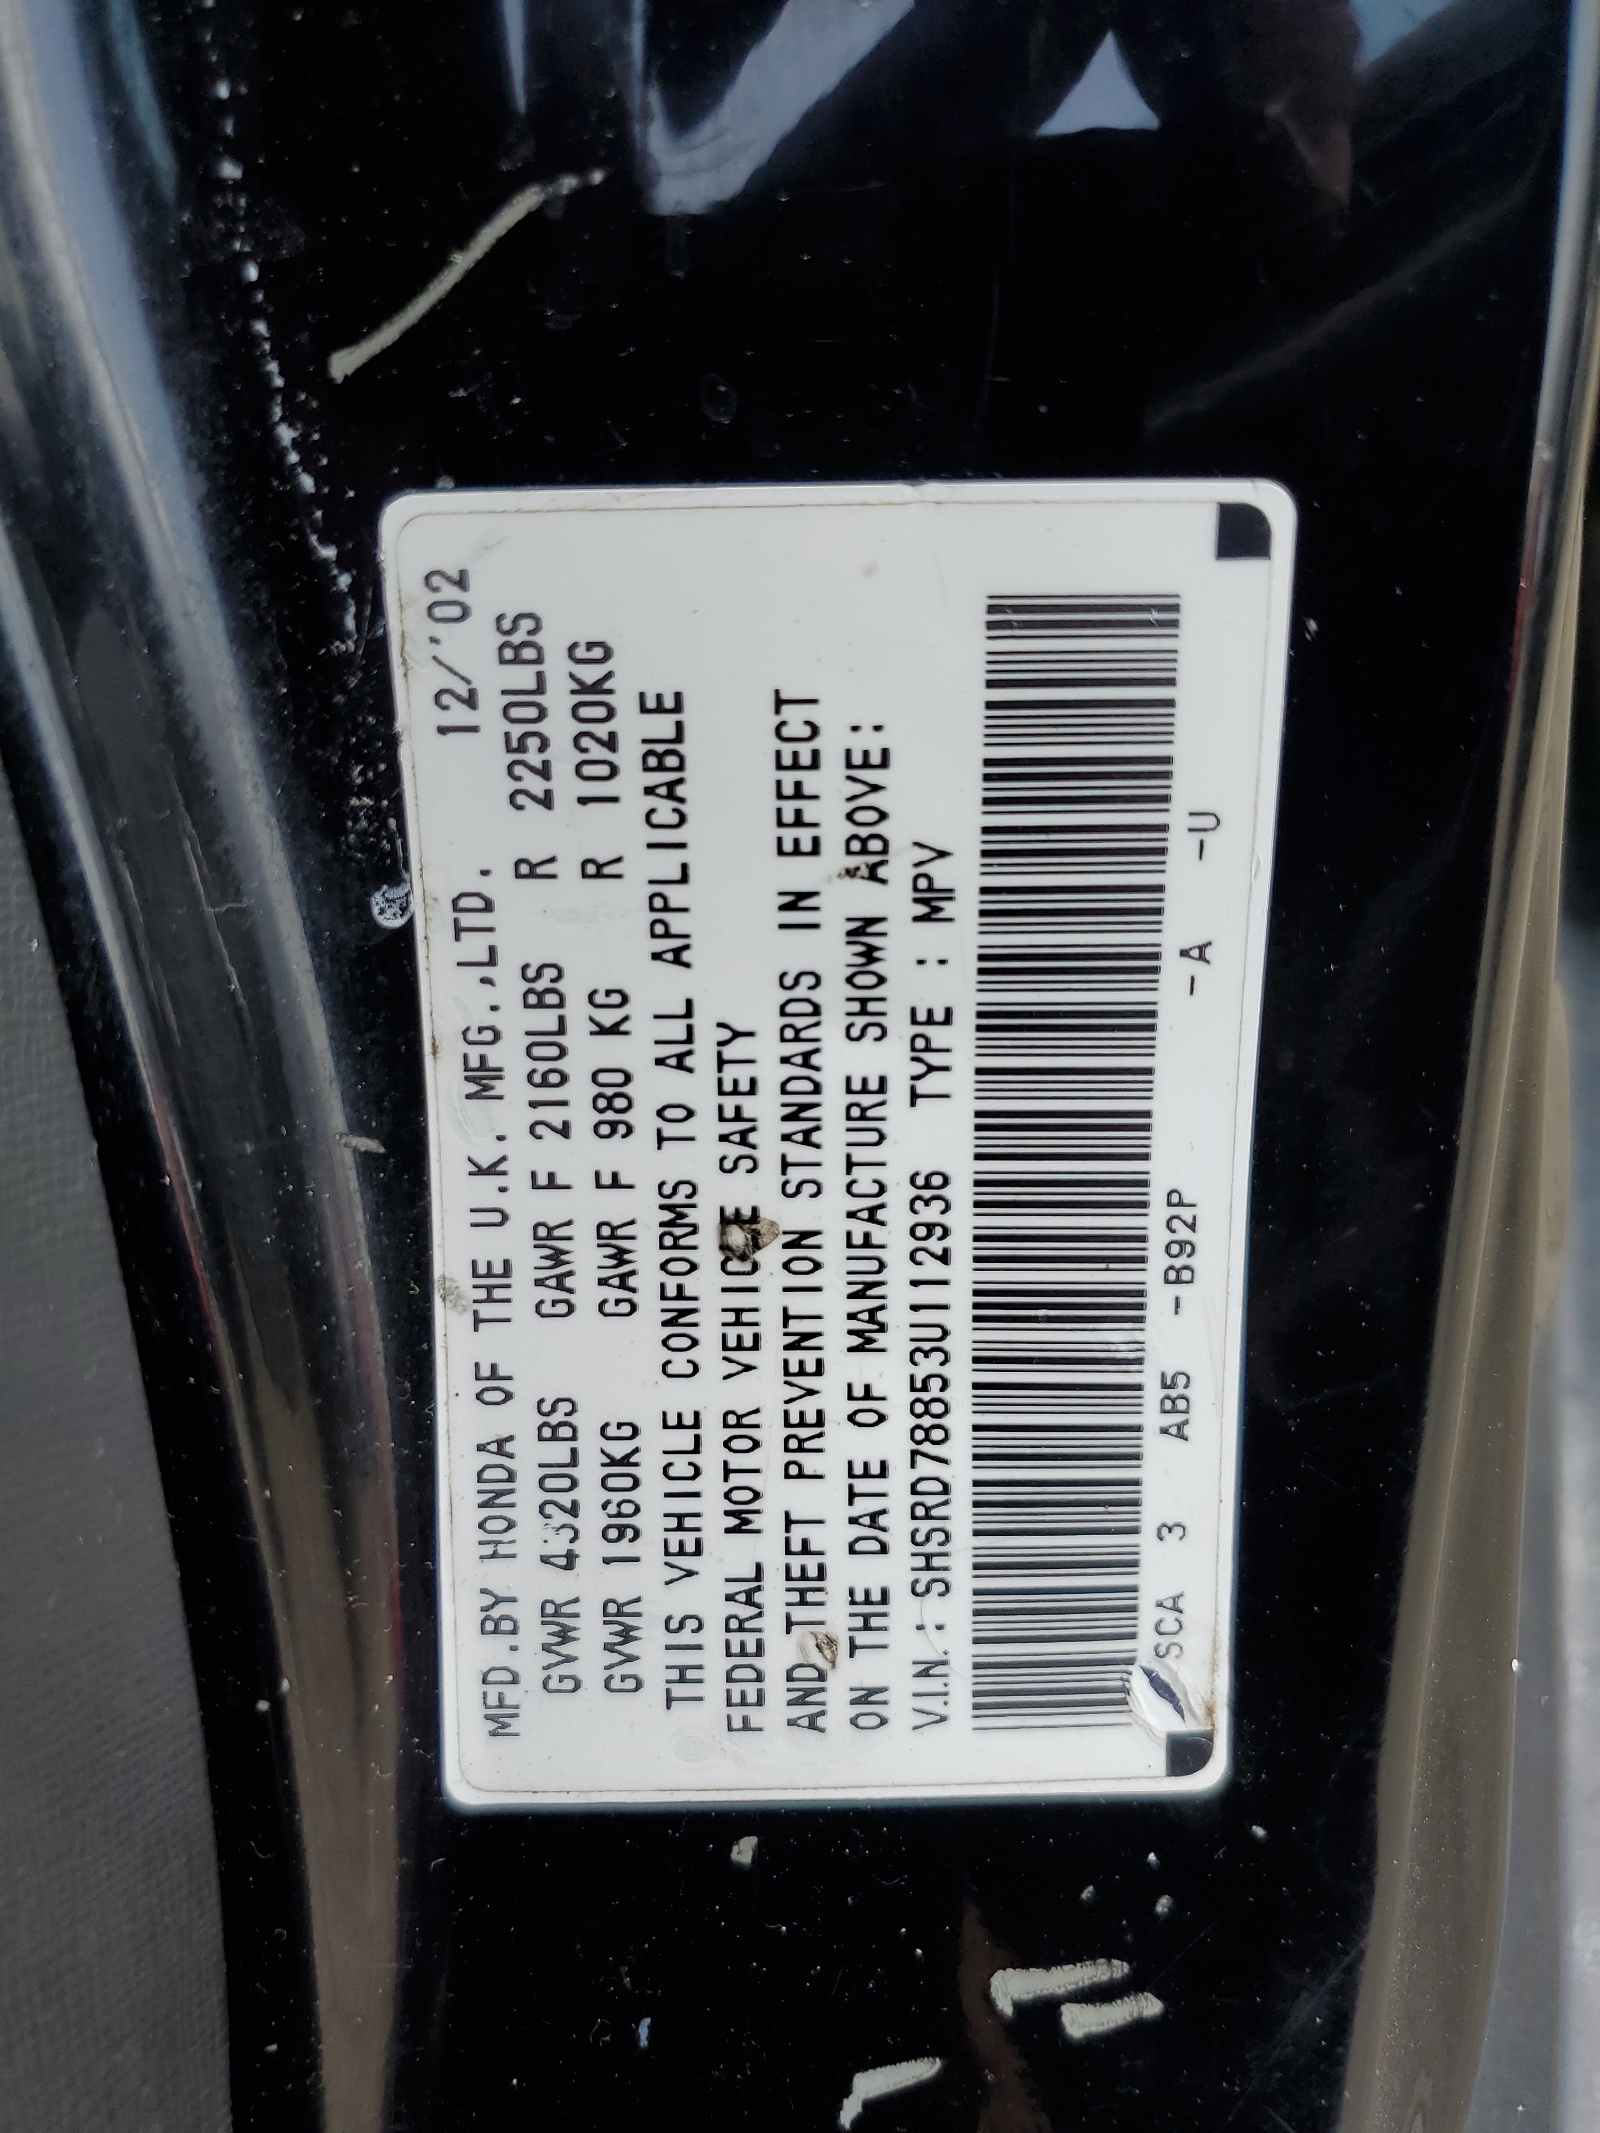 MFD.BY HONDA OF THE U.K. MFG.,LTD. 12/'02
GVWR 4320LBS GAWR F 2160LBS R 2250LBS
GVWR 1960KG GAWR F 980 KG R 1020KG
THIS VEHICLE CONFORMS TO ALL APPLICABLE
FEDERAL MOTOR VEHICLE SAFETY
AND THEFT PREVENTION STANDARDS IN EFFECT
ON THE DATE OF MANUFACTURE SHOWN ABOVE:
V.I.N.: SHSRD78853U112936 TYPE : MPV
SCA 3 AB5 -B92P -A -U